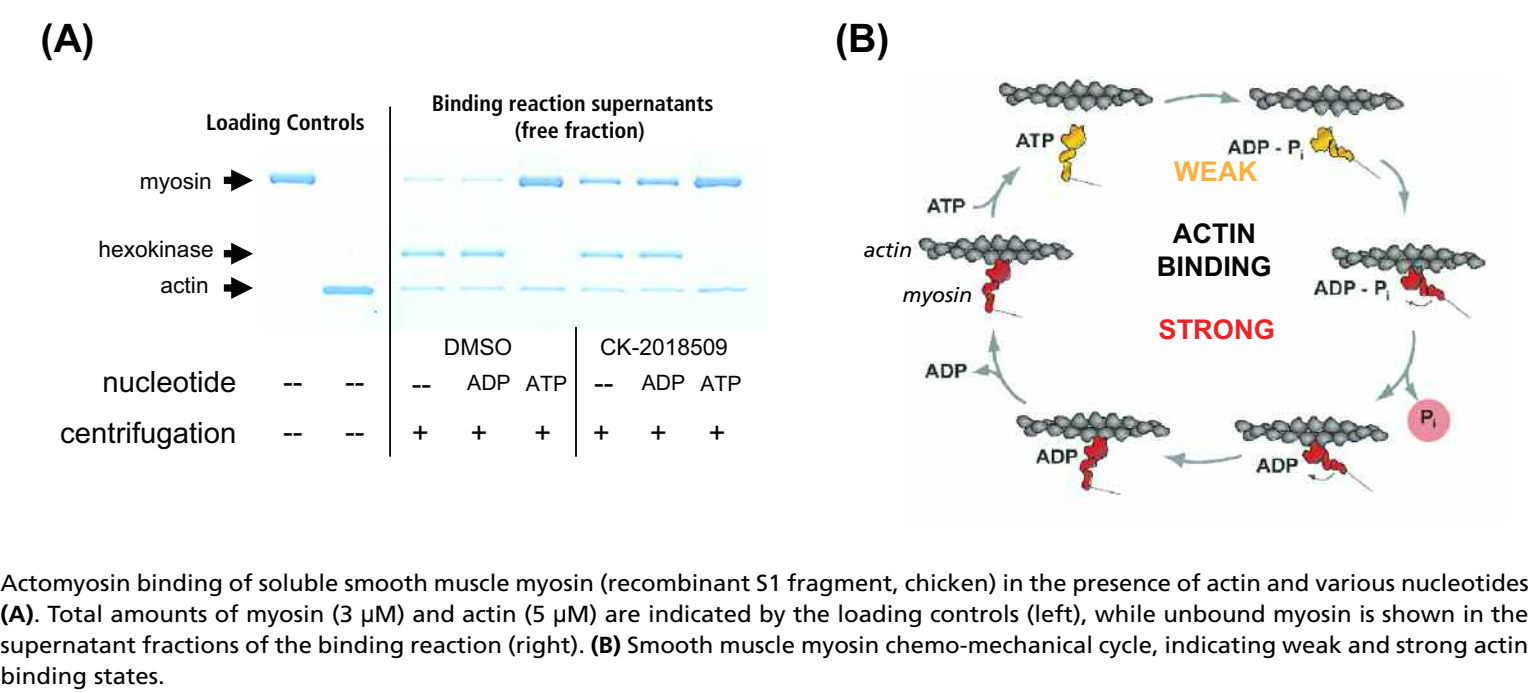 (A)
Loading Controls
Binding reaction supernatants
(free fraction)
myosin
hexokinase
actin
DMSO
CK-2018509
nucleotide -- -- -- ADP ATP -- ADP ATP
centrifugation -- -- + + + + + +
(B)
ATP
ADP - Pi
WEAK
ATP
ACTIN
BINDING
actin
myosin
ADP - Pi
STRONG
ADP
Pi
ADP
ADP
Actomyosin binding of soluble smooth muscle myosin (recombinant S1 fragment, chicken) in the presence of actin and various nucleotides
(A). Total amounts of myosin (3 µM) and actin (5 µM) are indicated by the loading controls (left), while unbound myosin is shown in the
supernatant fractions of the binding reaction (right). (B) Smooth muscle myosin chemo-mechanical cycle, indicating weak and strong actin
binding states.